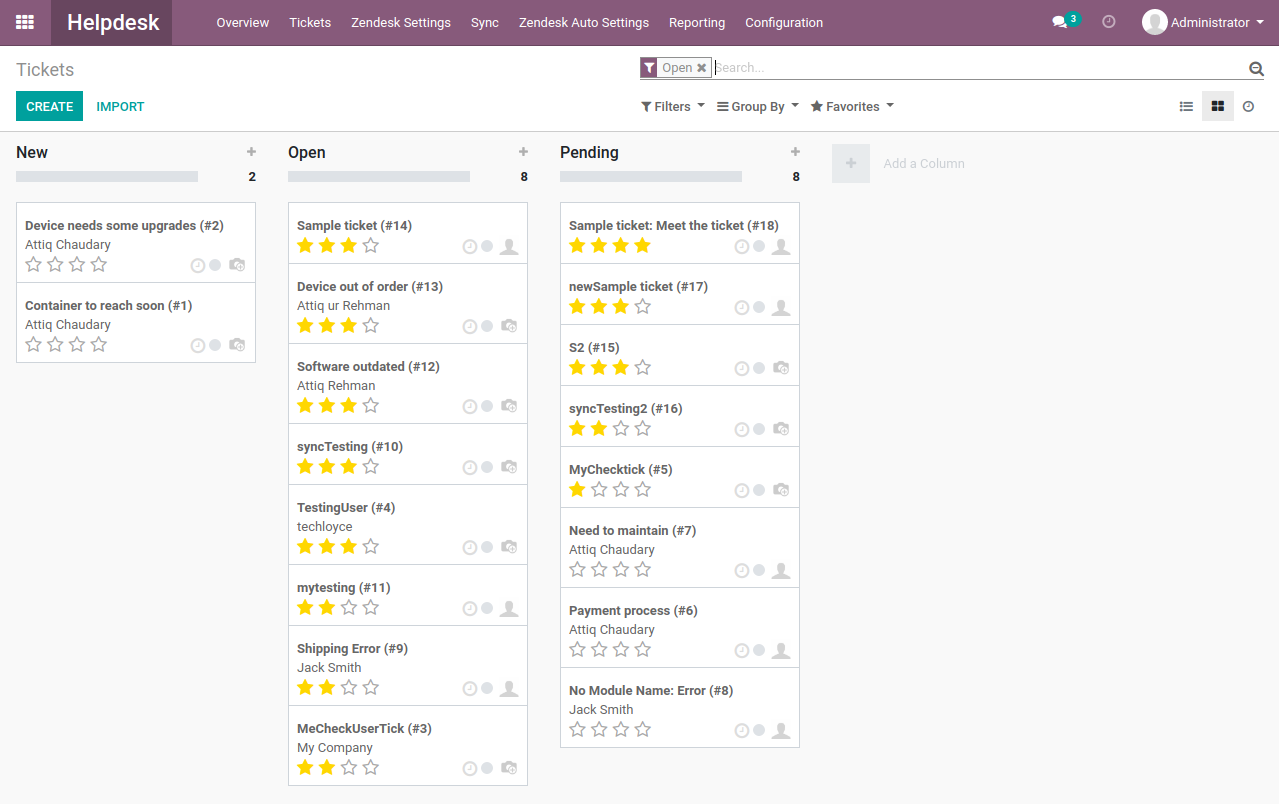 Helpdesk Overview Tickets Zendesk Settings Sync Zendesk Auto Settings Reporting Configuration 3 Administrator
Tickets
Open Search...
CREATE IMPORT
Filters Group By Favorites
New
2
Device needs some upgrades (#2)
Attiq Chaudary
Container to reach soon (#1)
Attiq Chaudary
Open
8
Sample ticket (#14)
Device out of order (#13)
Attiq ur Rehman
Software outdated (#12)
Attiq Rehman
syncTesting (#10)
TestingUser (#4)
techloyce
mytesting (#11)
Shipping Error (#9)
Jack Smith
MeCheckUserTick (#3)
My Company
Pending
8
Sample ticket: Meet the ticket (#18)
newSample ticket (#17)
S2 (#15)
syncTesting2 (#16)
MyChecktick (#5)
Need to maintain (#7)
Attiq Chaudary
Payment process (#6)
Attiq Chaudary
No Module Name: Error (#8)
Jack Smith
Add a Column